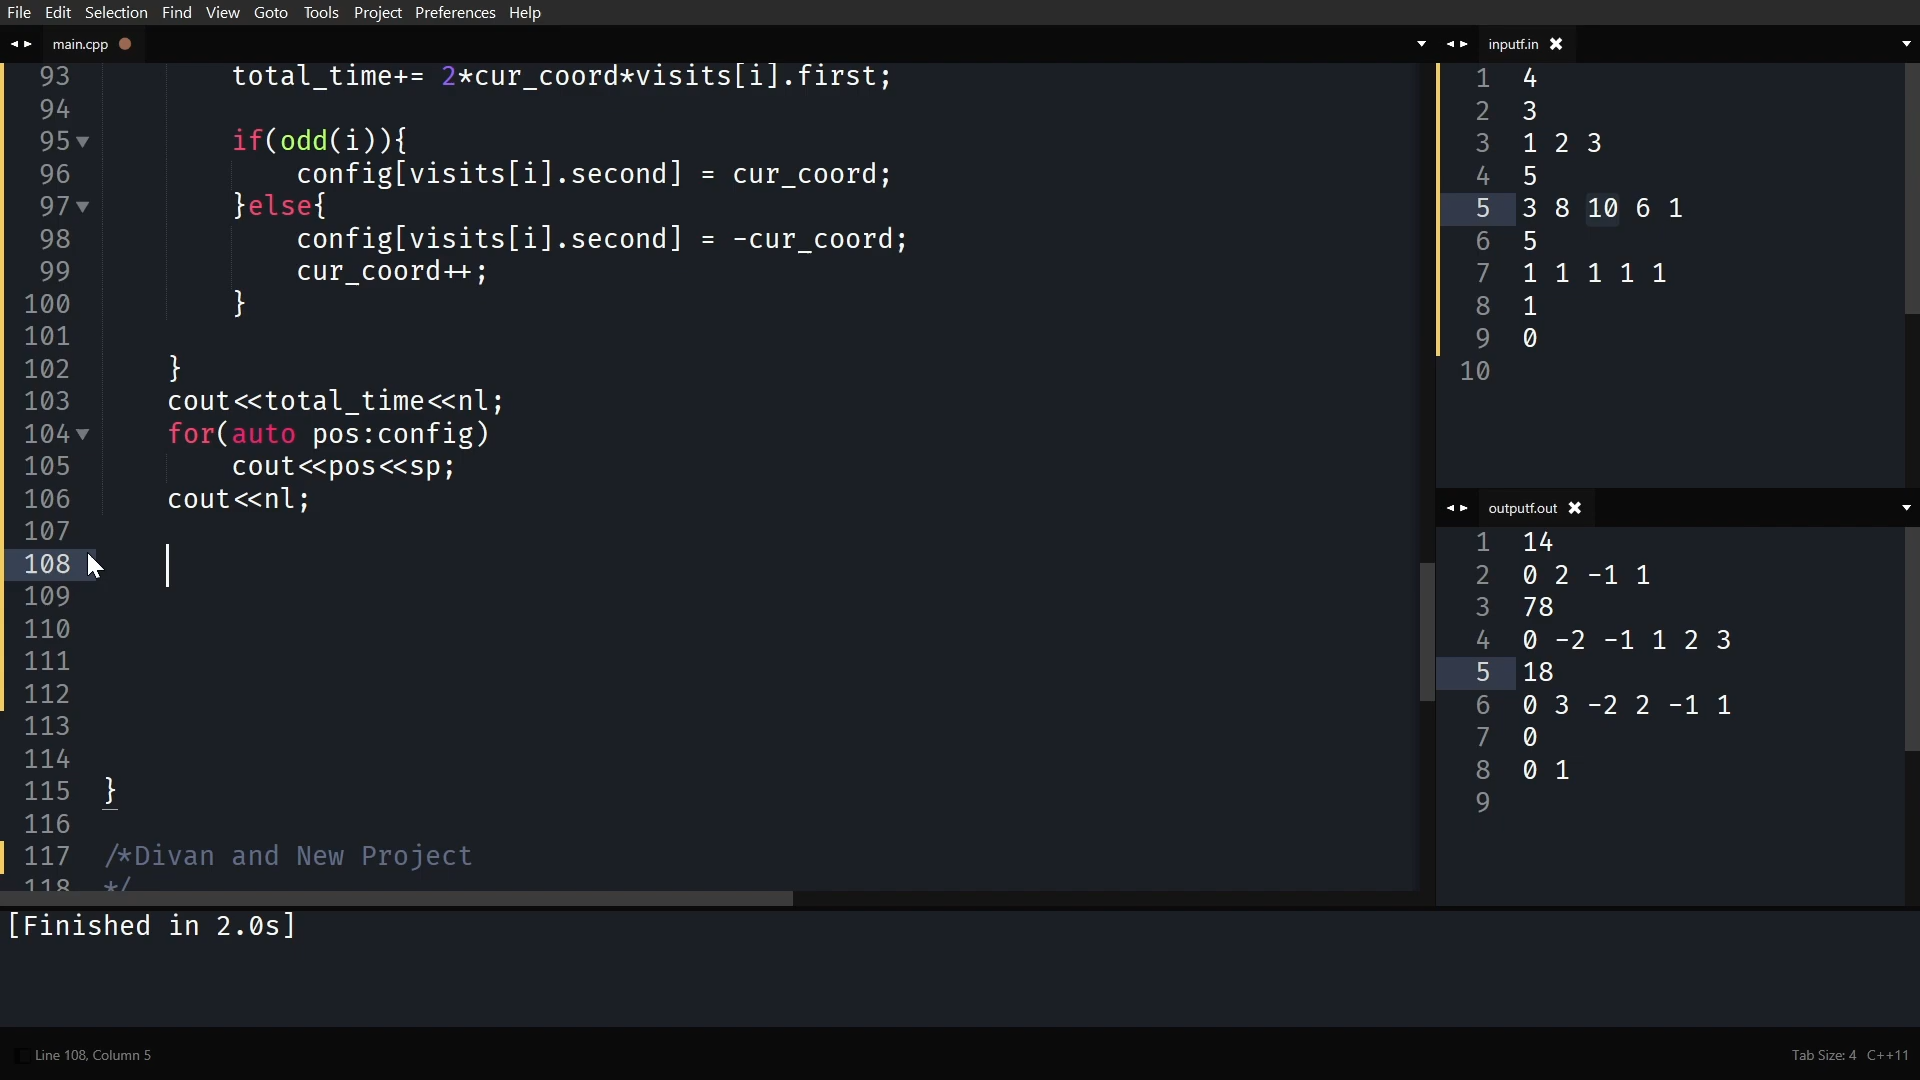 File Edit Selection Find View Goto Tools Project Preferences Help
main.cpp
93 total_time+= 2*cur_coord*visits[i].first;
94
95 if(odd(i)){
96 config[visits[i].second] = cur_coord;
97 }else{
98 config[visits[i].second] = -cur_coord;
99 cur_coord++;
100 }
101
102 }
103 cout<<total_time<<nl;
104 for(auto pos:config)
105 cout<<pos<<sp;
106 cout<<nl;
107
108
109
110
111
112
113
114
115 }
116
117 /*Divan and New Project
118 */
inputf.in
1 4
2 3
3 1 2 3
4 5
5 3 8 10 6 1
6 5
7 1 1 1 1 1
8 1
9 0
10
outputf.out
1 14
2 0 2 -1 1
3 78
4 0 -2 -1 1 2 3
5 18
6 0 3 -2 2 -1 1
7 0
8 0 1
9
[Finished in 2.0s]
Line 108, Column 5
Tab Size: 4 C++11